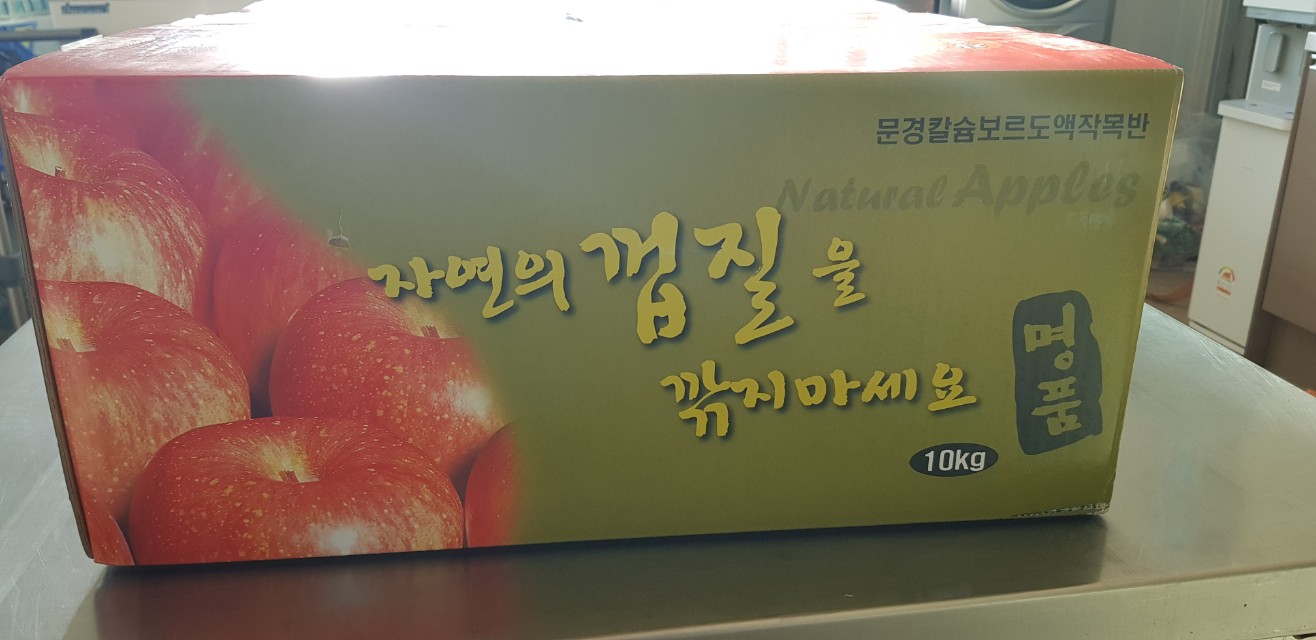 문경칼슘보르도액작목반
Natural Apples
자연의 껍질을
깎지마세요
명품
10kg